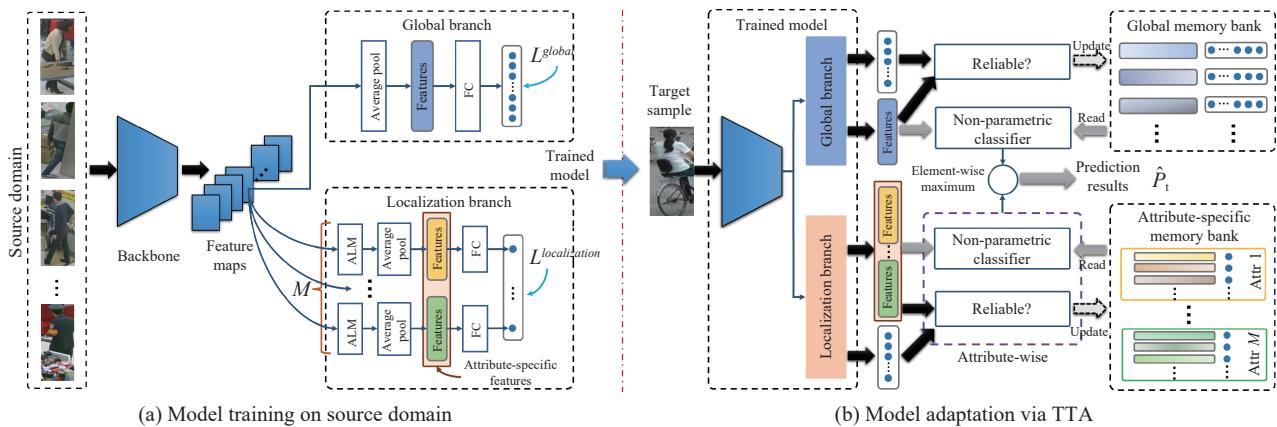 Source domain
Backbone
Feature
maps
Global branch
Average pool
Features
FC
L^{global}
Localization branch
M
ALM
Average
pool
Features
FC
ALM
Average
pool
Features
FC
L^{localization}
Attribute-specific
features
(a) Model training on source domain
Trained
model
Target
sample
Trained model
Global branch
Localization branch
Features
Reliable?
Update
Global memory bank
Non-parametric
classifier
Read
Element-wise
maximum
Prediction
results
P̂_t
Features
Features
Non-parametric
classifier
Read
Reliable?
Update
Attribute-wise
Attribute-specific
memory bank
Attr 1
Attr M
(b) Model adaptation via TTA